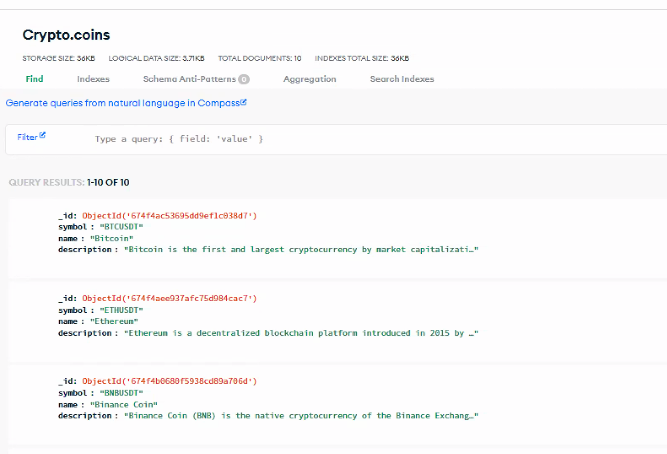 Crypto.coins
STORAGE SIZE: 36KB LOGICAL DATA SIZE: 3.71KB TOTAL DOCUMENTS: 10 INDEXES TOTAL SIZE: 36KB
Find Indexes Schema Anti-Patterns 0 Aggregation Search Indexes
Generate queries from natural language in Compass
Filter Type a query: { field: 'value' }
QUERY RESULTS: 1-10 OF 10
_id: ObjectId('674f4ac53695dd9ef1c038d7')
symbol: "BTCUSDT"
name: "Bitcoin"
description: "Bitcoin is the first and largest cryptocurrency by market capitalizati…"
_id: ObjectId('674f4aee937afc75d984cac7')
symbol: "ETHUSDT"
name: "Ethereum"
description: "Ethereum is a decentralized blockchain platform introduced in 2015 by …"
_id: ObjectId('674f4b0680f5938cd89a706d')
symbol: "BNBUSDT"
name: "Binance Coin"
description: "Binance Coin (BNB) is the native cryptocurrency of the Binance Exchang…"